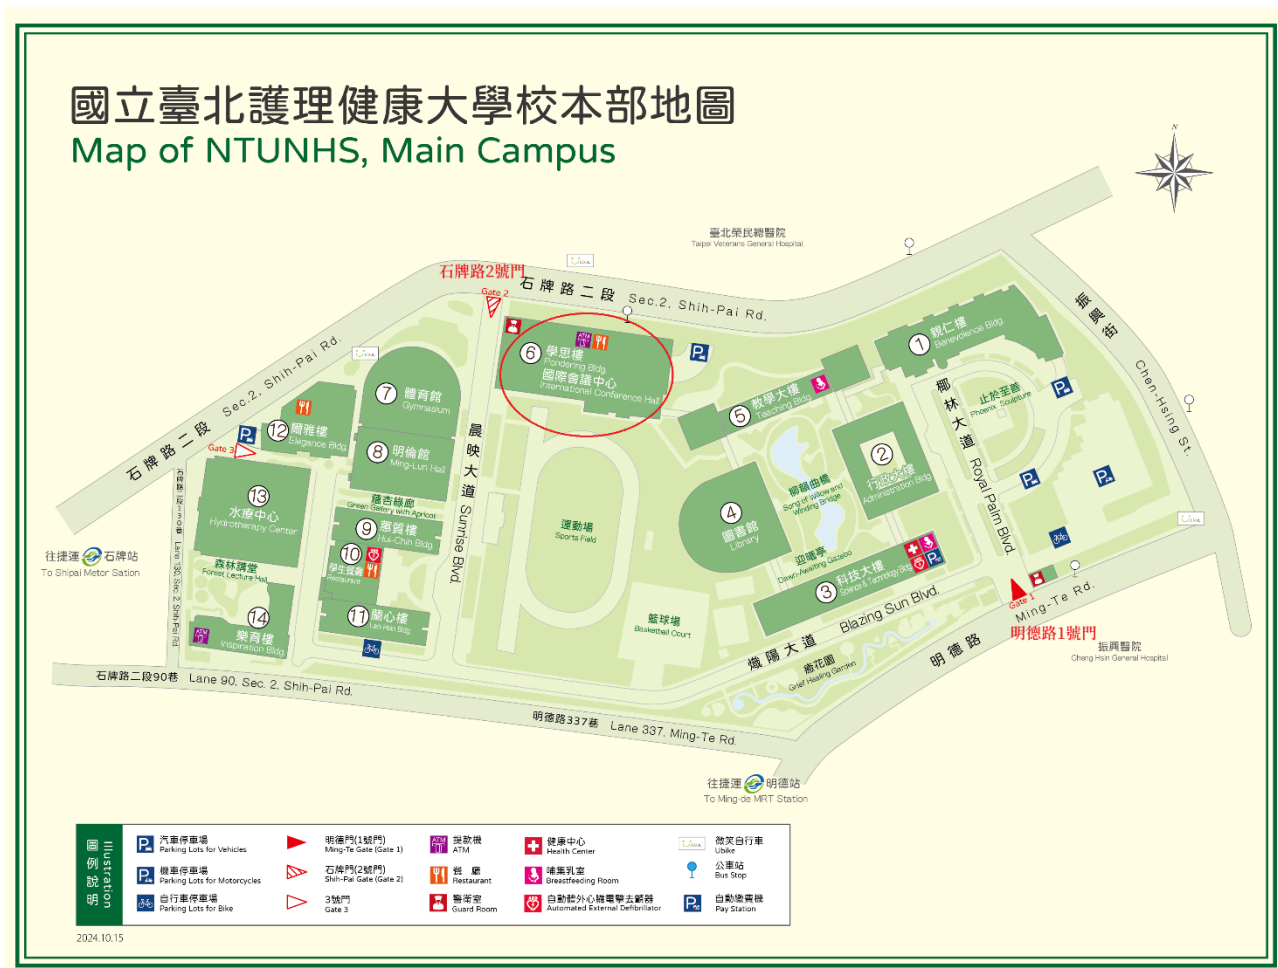 國立臺北護理健康大學校本部地圖
Map of NTUNHS, Main Campus
N
臺北榮民總醫院
Taipei Veterans General Hospital
石牌路2號門
Gate 2
石牌路二段 Sec.2, Shih-Pai Rd.
振興街
Chen-Hsing St.
石牌路二段 Sec.2, Shih-Pai Rd.
1 親仁樓
Benevolence Bldg.
ATM
6 學思樓
Pondering Bldg.
國際會議中心
International Conference Hall
7 體育館
Gymnasium
5 教學大樓
Teaching Bldg.
椰林大道 Royal Palm Blvd.
止於至善
Phoenix Sculpture
12 爾雅樓
Elegance Bldg.
Gate 3
8 明倫館
Ming-Lun Hall
晨映大道 Sunrise Blvd.
2 行政大樓
Administration Bldg.
13 水療中心
Hydrotherapy Center
蘊杏綠廊
Green Gallery with Apricot
柳韻曲橋
Song of Willow and
Winding Bridge
4 圖書館
Library
9 蕙質樓
Hui-Chih Bldg.
運動場
Sports Field
石牌路二段130巷 Lane 130, Sec. 2, Shih-Pai Rd.
往捷運 石牌站
To Shipai Metor Sation
森林講堂
Forest Lecture Hall
10 學生餐廳
Restaurant
迎曦亭
Dawn-Awaiting Gazebo
3 科技大樓
Science & Technology Bldg.
14 樂育樓
Inspiration Bldg.
ATM
11 蘭心樓
Lan-Hsin Bldg.
籃球場
Basketball Court
熾陽大道 Blazing Sun Blvd.
Gate 1
明德路1號門
明德路 Ming-Te Rd.
振興醫院
Cheng Hsin General Hospital
癒花園
Grief Healing Garden
石牌路二段90巷 Lane 90, Sec. 2, Shih-Pai Rd.
明德路337巷 Lane 337, Ming-Te Rd.
往捷運 明德站
To Ming-de MRT Station
圖例說明
Illustration
汽車停車場
Parking Lots for Vehicles
機車停車場
Parking Lots for Motorcycles
自行車停車場
Parking Lots for Bike
明德門(1號門)
Ming-Te Gate (Gate 1)
石牌門(2號門)
Shih-Pai Gate (Gate 2)
3號門
Gate 3
ATM
提款機
ATM
餐 廳
Restaurant
警衛室
Guard Room
健康中心
Health Center
哺集乳室
Breastfeeding Room
自動體外心臟電擊去顫器
Automated External Defibrillator
微笑自行車
Ubike
公車站
Bus Stop
自動繳費機
Pay Station
2024.10.15